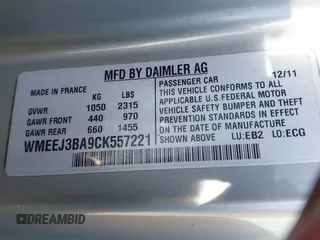 MFD BY DAIMLER AG
MADE IN FRANCE
PASSENGER CAR 12/11
KG LBS
GVWR 1050 2315
GAWR FRONT 440 970
GAWR REAR 660 1455
THIS VEHICLE CONFORMS TO ALL
APPLICABLE U.S. FEDERAL MOTOR
VEHICLE SAFETY BUMPER AND THEFT
PREVENTION STANDARDS IN EFFECT
ON THE DATE OF MANUFACTURE
SHOWN ABOVE LU:EB2 LO:ECG
WMEEJ3BA9CK557221
DREAMBID